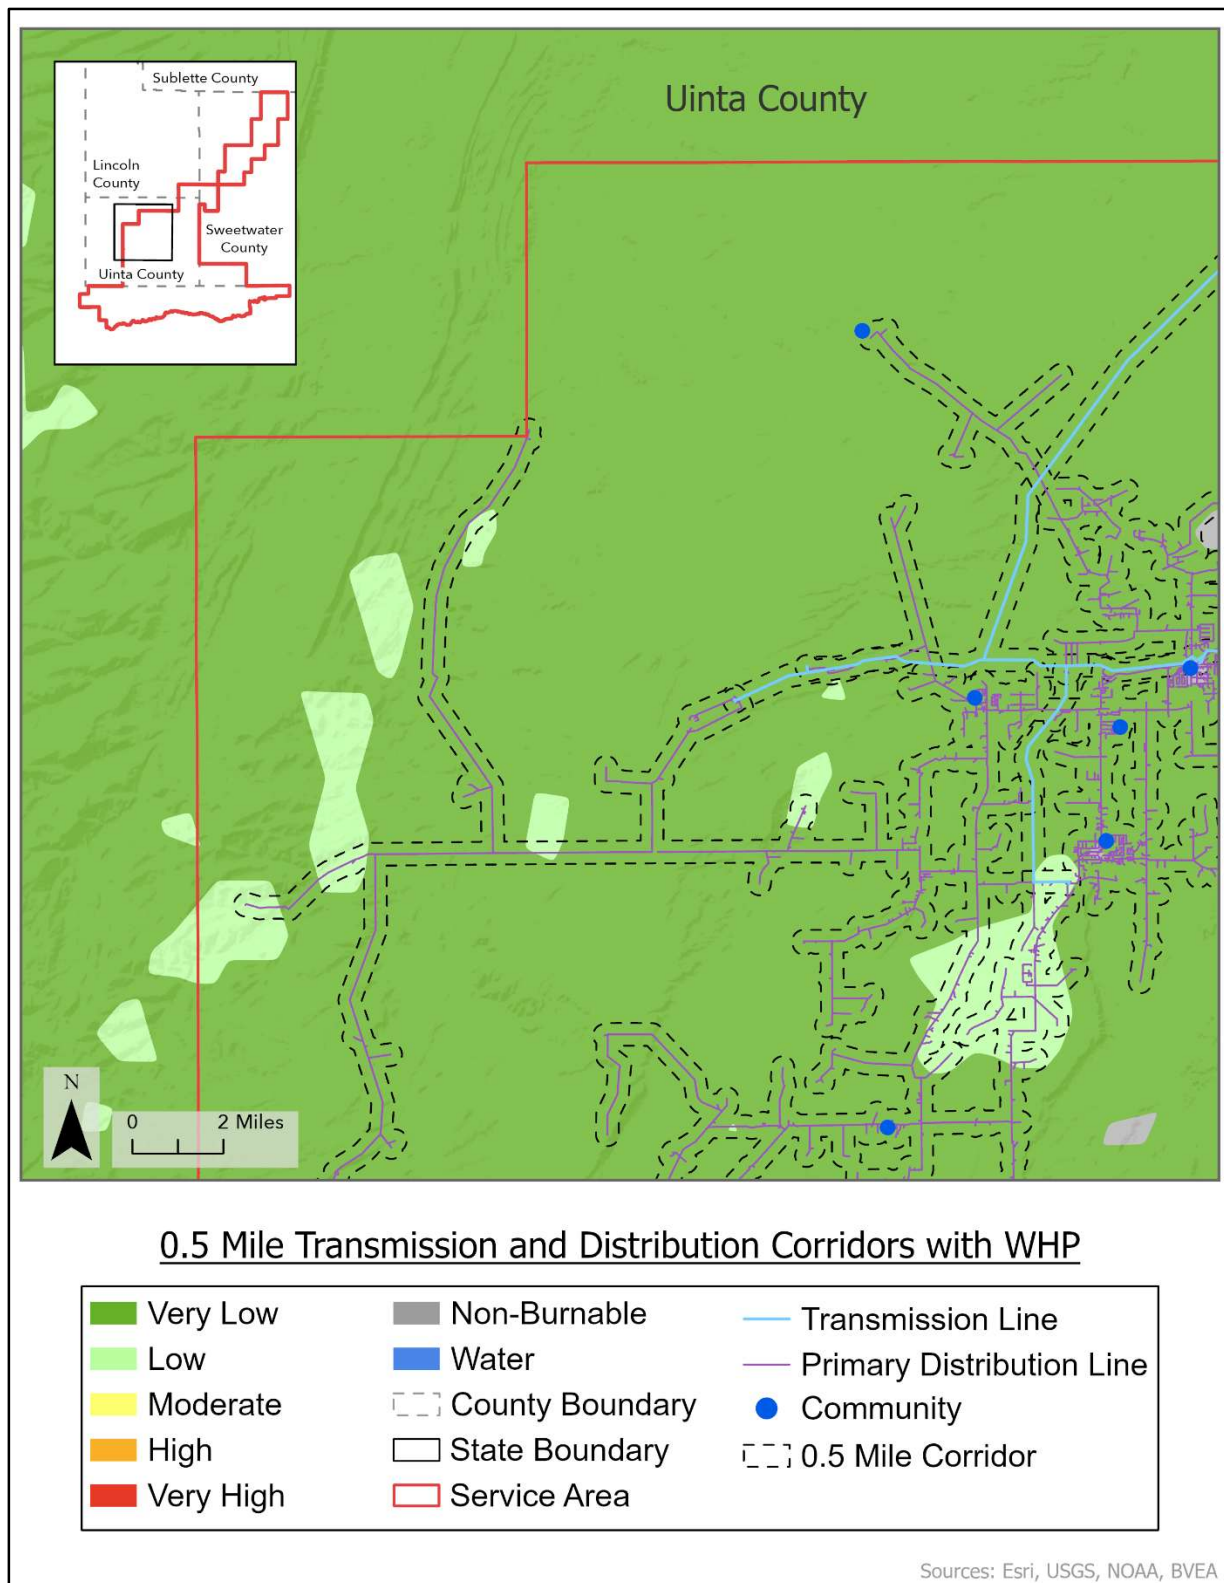 Uinta County
Sublette County
Lincoln
County
Sweetwater
County
Uinta County
N
0
2 Miles
0.5 Mile Transmission and Distribution Corridors with WHP
Very Low
Low
Moderate
High
Very High
Non-Burnable
Water
County Boundary
State Boundary
Service Area
Transmission Line
Primary Distribution Line
Community
0.5 Mile Corridor
Sources: Esri, USGS, NOAA, BVEA